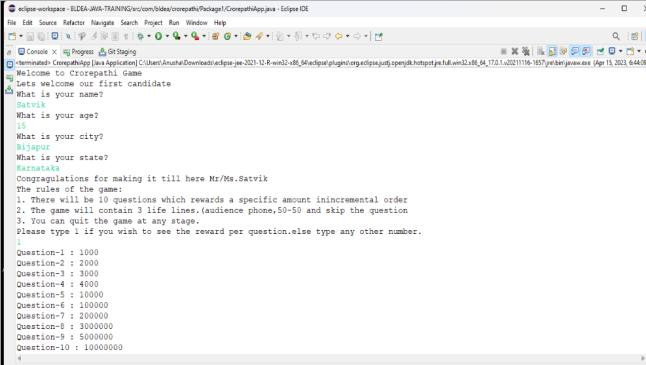 eclipse-workspace - ELDEA-JAVA-TRAINING/src/com/eldea/crorepathi/Package1/CrorepathiApp.java - Eclipse IDE
File Edit Source Refactor Navigate Search Project Run Window Help
Console Progress Git Staging
<terminated> CrorepathiApp [Java Application] C:\Users\Anusha\Downloads\eclipse-jee-2021-12-R-win32-x86_64\eclipse\plugins\org.eclipse.justj.openjdk.hotspot.jre.full.win32.x86_64_17.0.1.v20211116-1657\jre\bin\javaw.exe (Apr 15, 2023, 6:44:09
Welcome to Crorepathi Game
Lets welcome our first candidate
What is your name?
Satvik
What is your age?
15
What is your city?
Bijapur
What is your state?
Karnataka
Congragulations for making it till here Mr/Ms.Satvik
The rules of the game:
1. There will be 10 questions which rewards a specific amount inincremental order
2. The game will contain 3 life lines.(audience phone,50-50 and skip the question
3. You can quit the game at any stage.
Please type 1 if you wish to see the reward per question.else type any other number.
1
Question-1 : 1000
Question-2 : 2000
Question-3 : 3000
Question-4 : 4000
Question-5 : 10000
Question-6 : 100000
Question-7 : 200000
Question-8 : 3000000
Question-9 : 5000000
Question-10 : 10000000